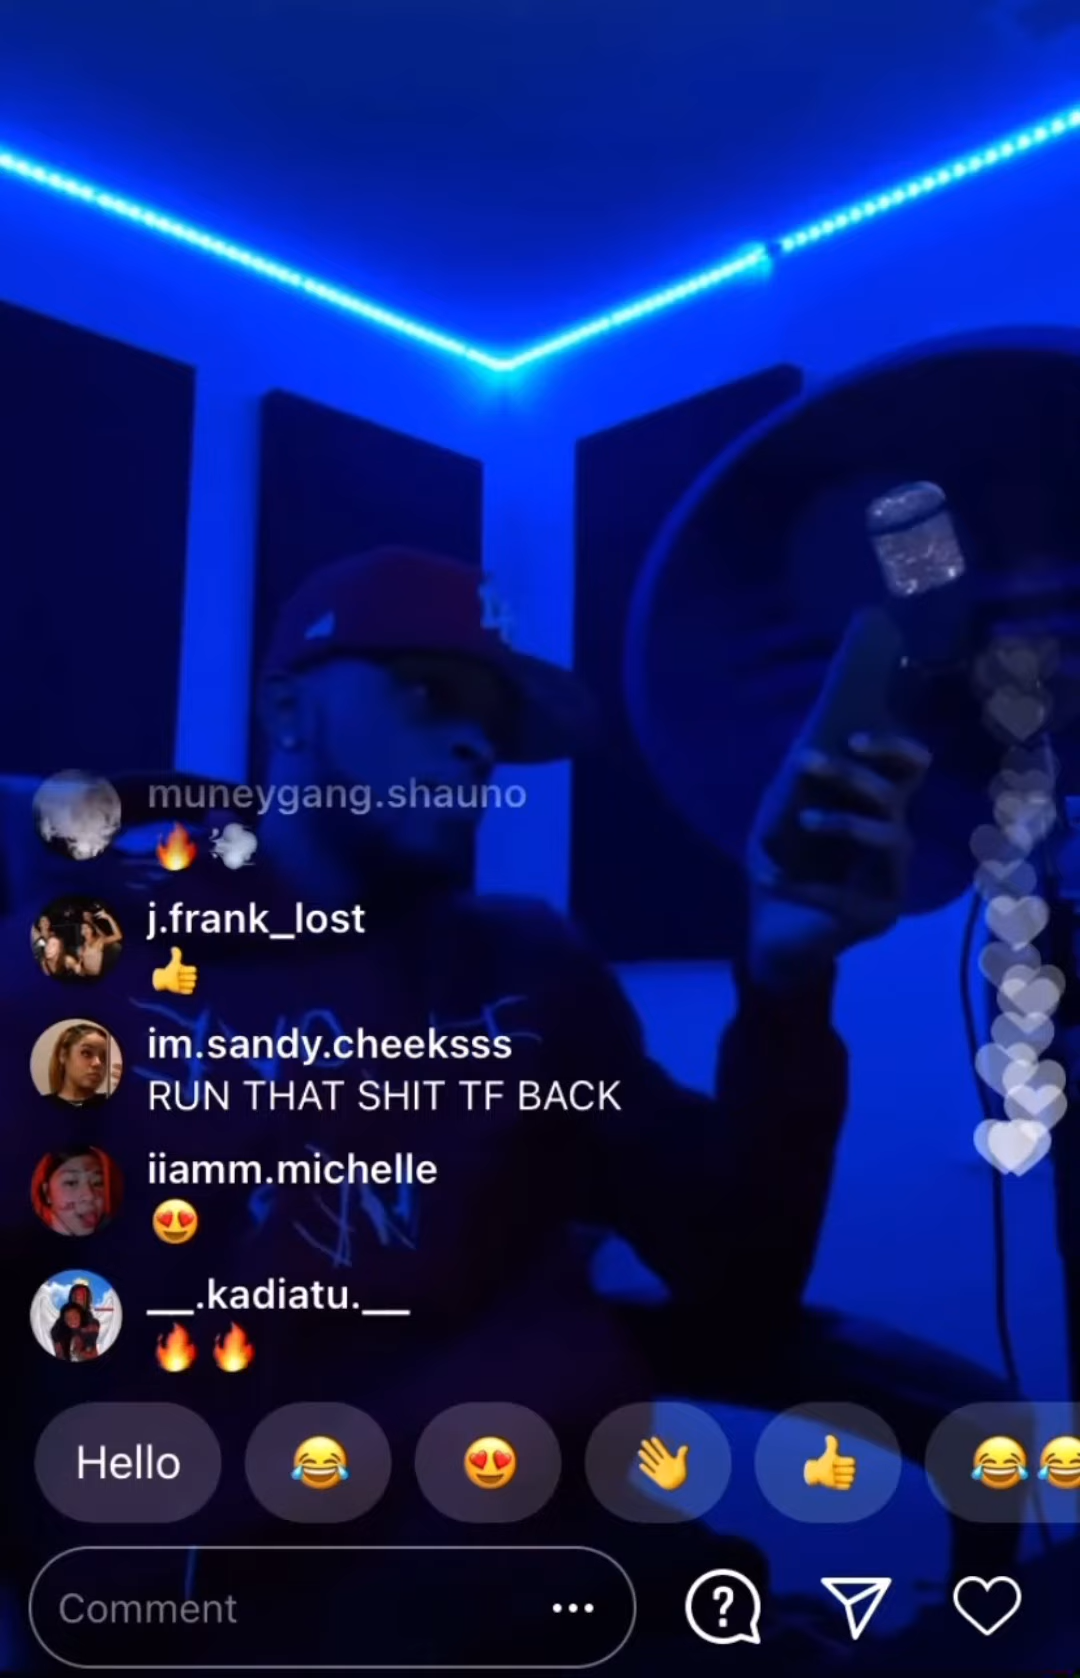 muneygang.shauno
🔥💨
j.frank_lost
👍
im.sandy.cheeksss
RUN THAT SHIT TF BACK
iiamm.michelle
😍
__.kadiatu.__
🔥🔥
Hello 😂 😍 👋 👍 😂😂
Comment